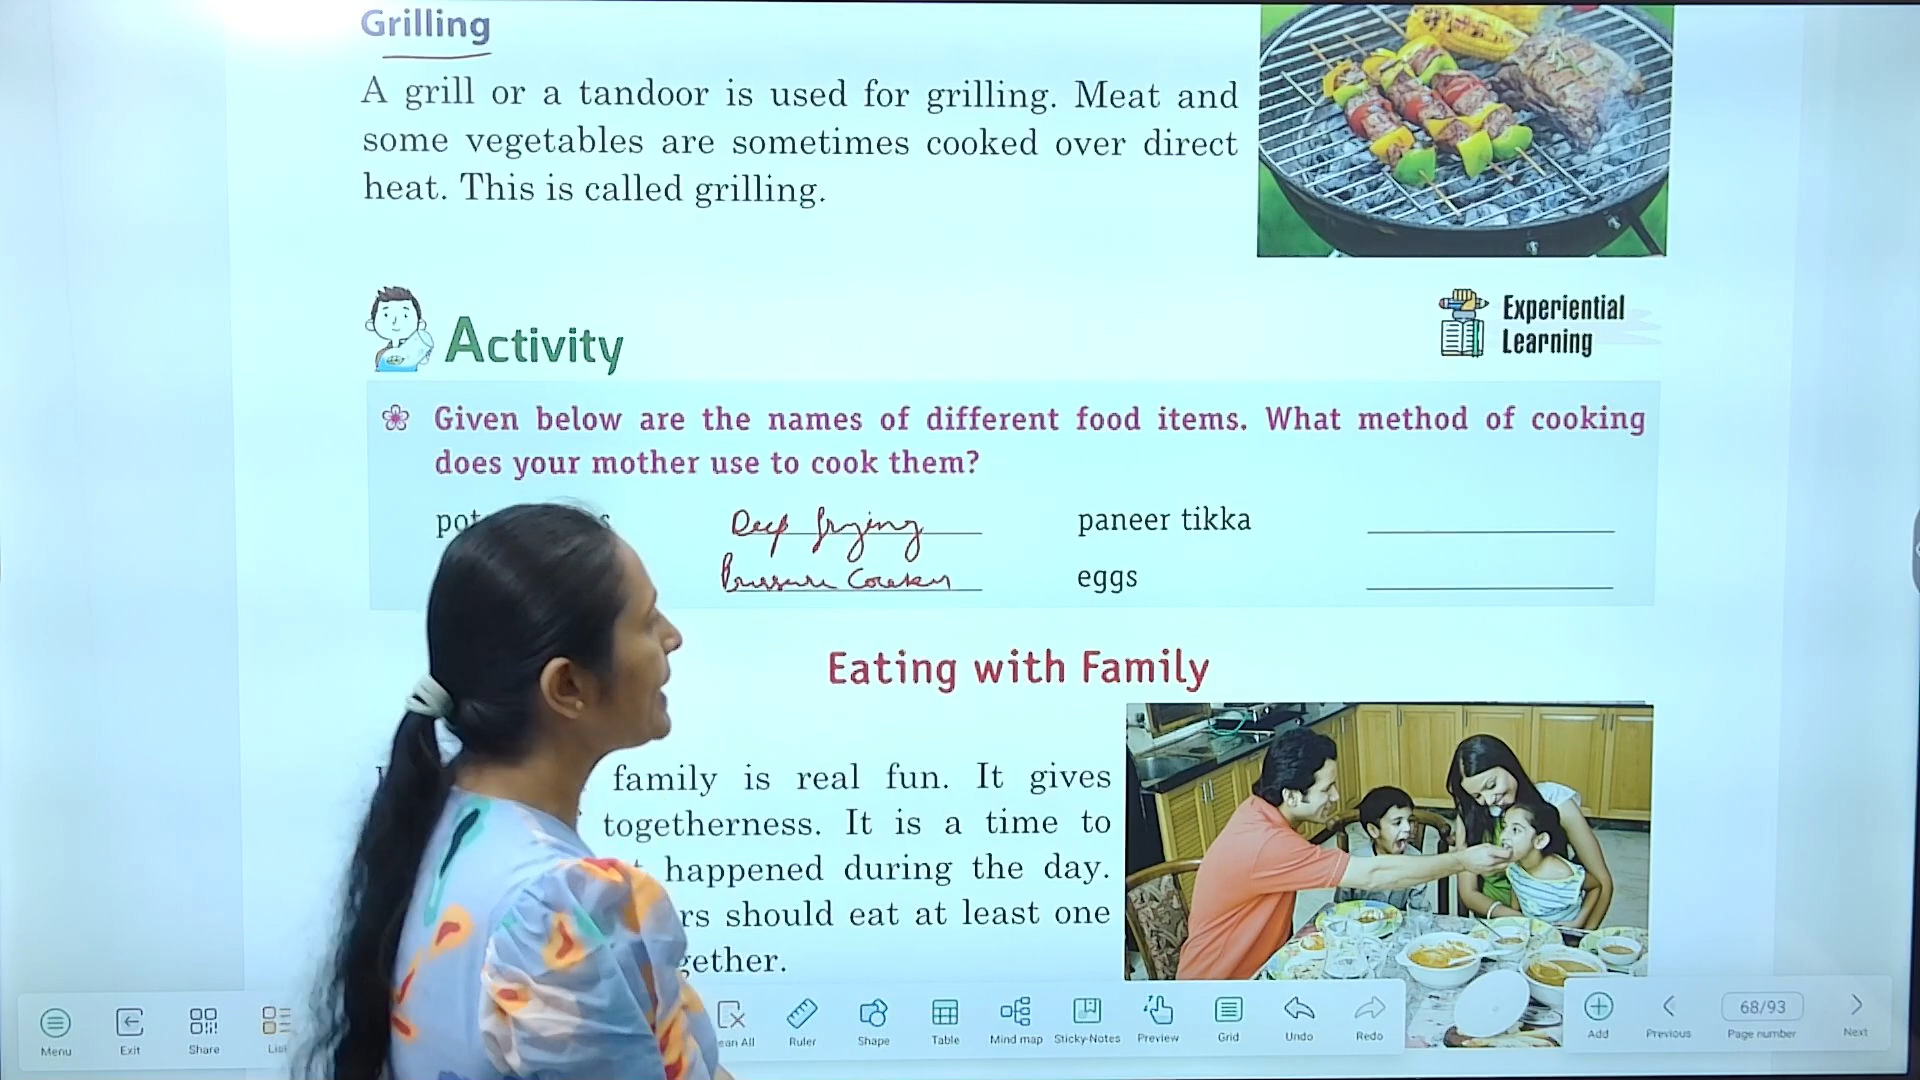 Grilling
A grill or a tandoor is used for grilling. Meat and
some vegetables are sometimes cooked over direct
heat. This is called grilling.
Activity
Experiential
Learning
Given below are the names of different food items. What method of cooking
does your mother use to cook them?
Deep frying
paneer tikka
Pressure Cooker
eggs
Eating with Family
family is real fun. It gives
togetherness. It is a time to
happened during the day.
should eat at least one
Menu
Exit
Share
Ruler
Shape
Table
Mind map
Sticky-Notes
Preview
Grid
Undo
Redo
Add
Previous
68/93
Page number
Next